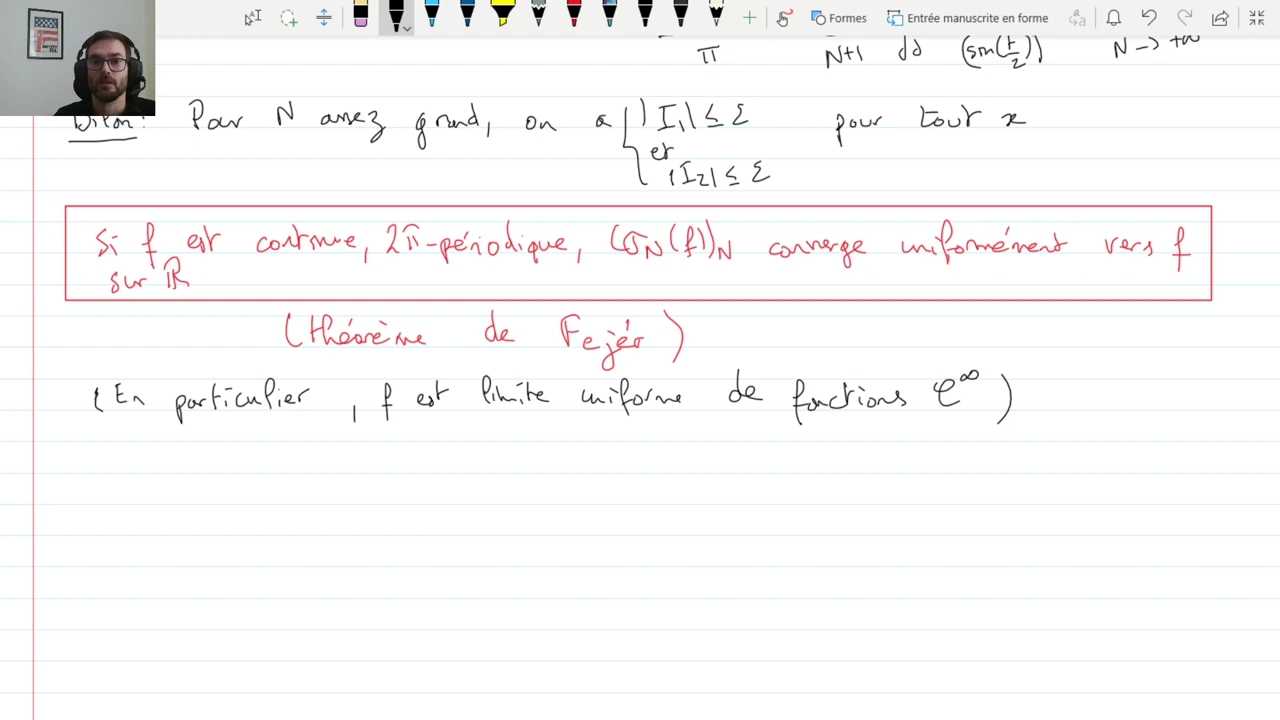 Formes
Entrée manuscrite en forme
π N+1 (sin(t/2)) N→+∞
Bilan: Pour N assez grand, on a { |I₁| ≤ Σ pour tout x
et
|I₂| ≤ Σ
Si f est continue, 2π-périodique, (σN(f))N converge uniformément vers f
sur ℝ
(théorème de Fejér)
(En particulier, f est limite uniforme de fonctions 𝒞^∞)